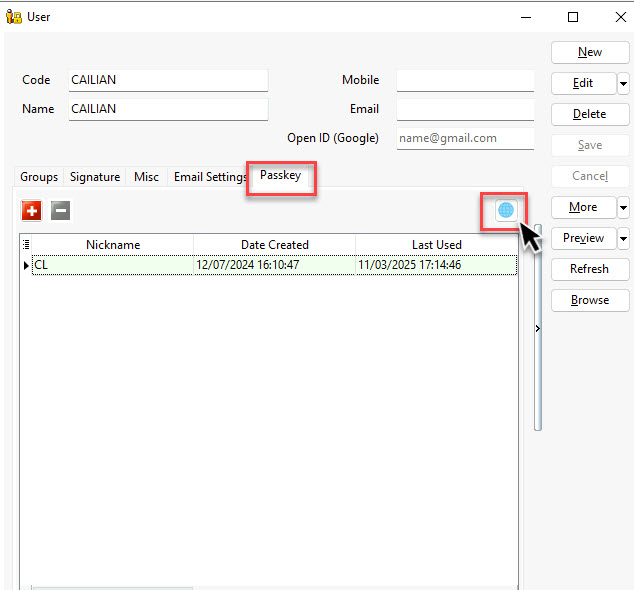 User
Code CAILIAN Mobile
Name CAILIAN Email
Open ID (Google) name@gmail.com
Groups Signature Misc Email Settings Passkey
Nickname Date Created Last Used
CL 12/07/2024 16:10:47 11/03/2025 17:14:46
New
Edit
Delete
Save
Cancel
More
Preview
Refresh
Browse